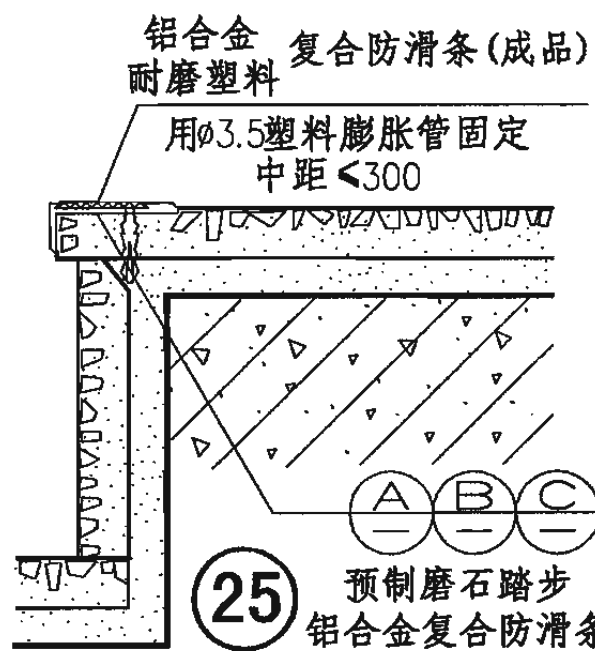 铝合金
耐磨塑料 复合防滑条(成品)
用ø3.5塑料膨胀管固定
中距≤300
A B C
25 预制磨石踏步
铝合金复合防滑条